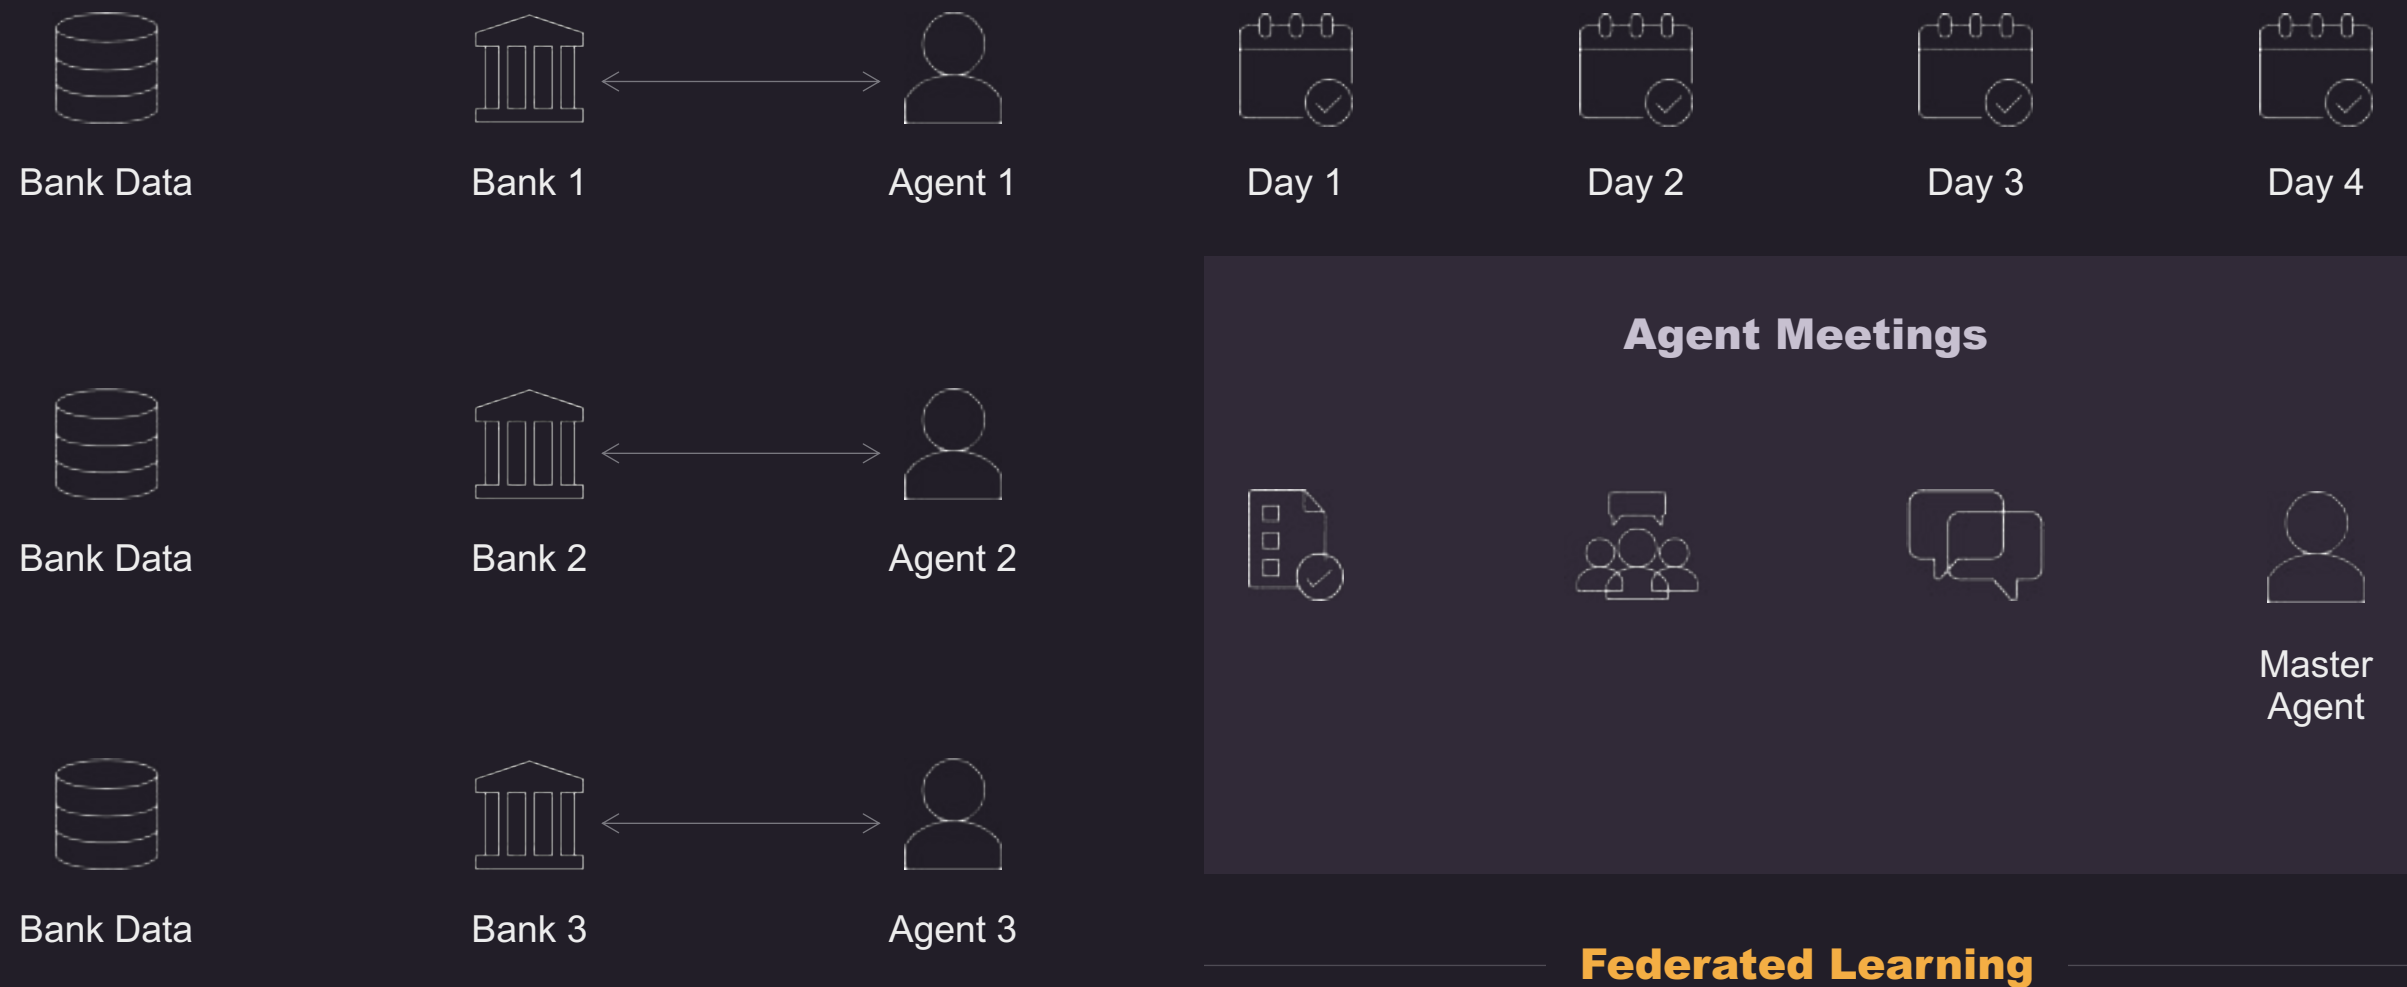 Bank Data
Bank 1
Agent 1
Day 1
Day 2
Day 3
Day 4
Agent Meetings
Bank Data
Bank 2
Agent 2
Master
Agent
Bank Data
Bank 3
Agent 3
Federated Learning